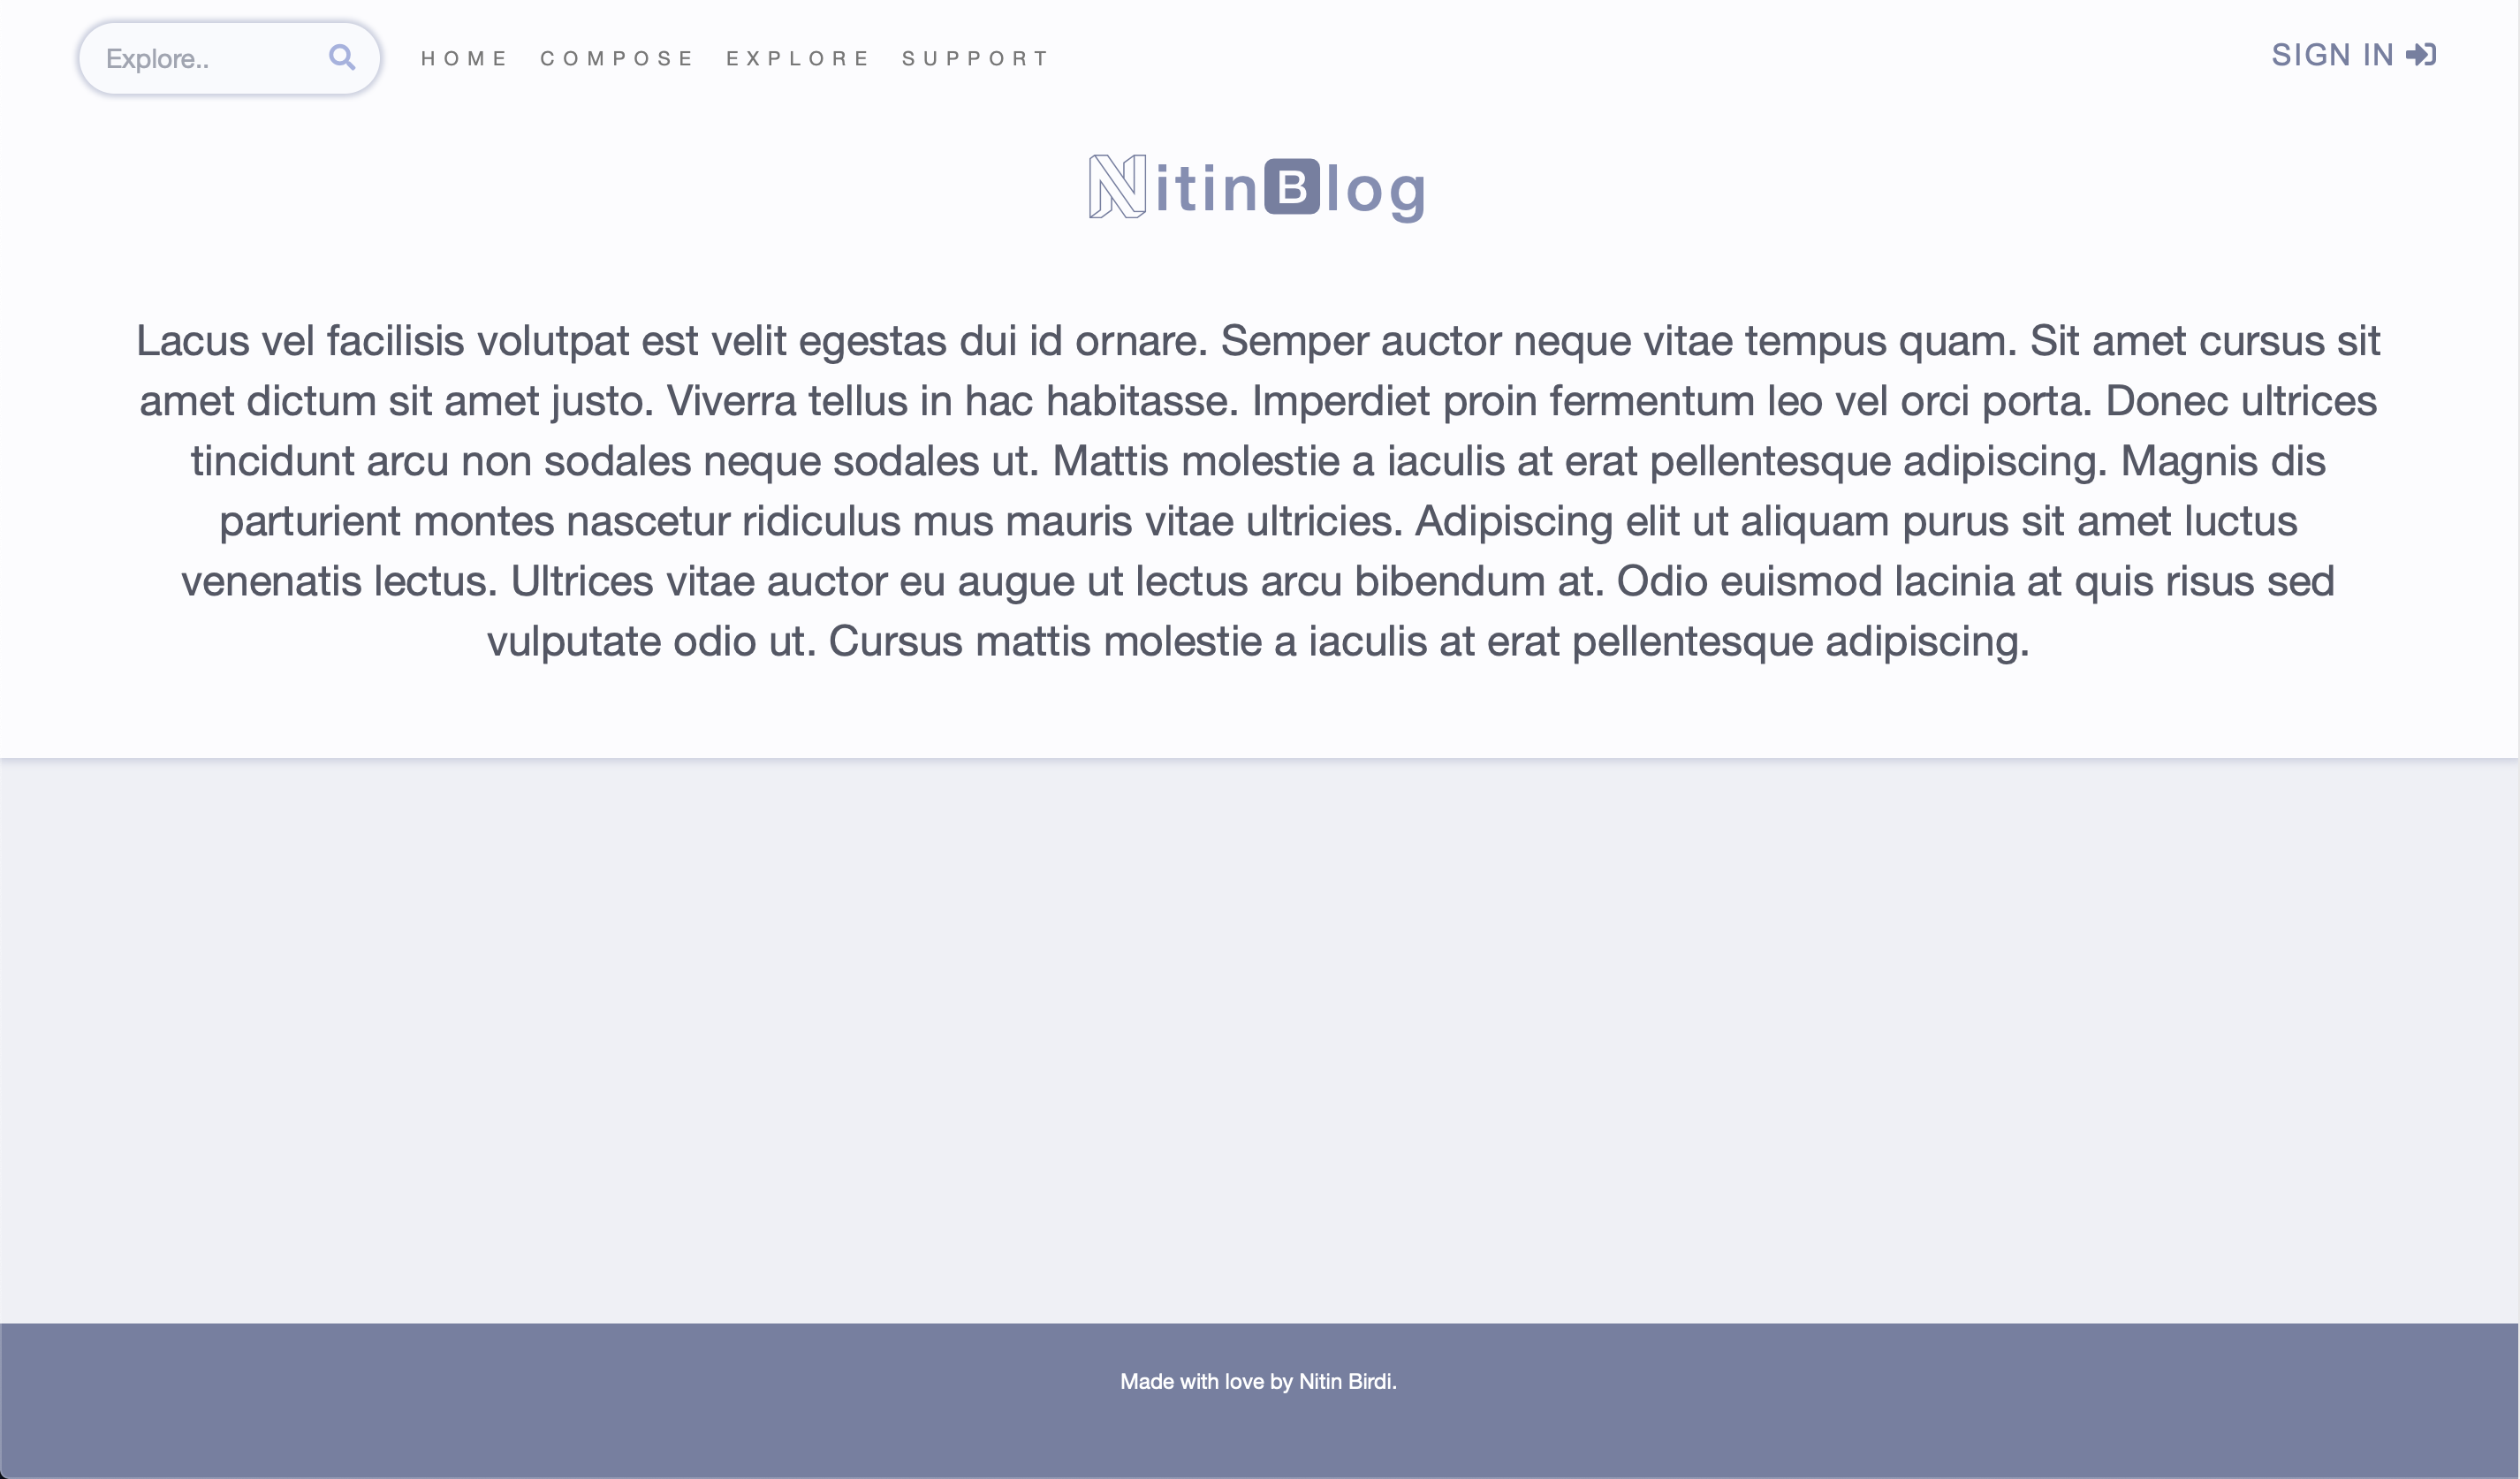 Explore..
HOME COMPOSE EXPLORE SUPPORT
SIGN IN
NitinBlog
Lacus vel facilisis volutpat est velit egestas dui id ornare. Semper auctor neque vitae tempus quam. Sit amet cursus sit
amet dictum sit amet justo. Viverra tellus in hac habitasse. Imperdiet proin fermentum leo vel orci porta. Donec ultrices
tincidunt arcu non sodales neque sodales ut. Mattis molestie a iaculis at erat pellentesque adipiscing. Magnis dis
parturient montes nascetur ridiculus mus mauris vitae ultricies. Adipiscing elit ut aliquam purus sit amet luctus
venenatis lectus. Ultrices vitae auctor eu augue ut lectus arcu bibendum at. Odio euismod lacinia at quis risus sed
vulputate odio ut. Cursus mattis molestie a iaculis at erat pellentesque adipiscing.
Made with love by Nitin Birdi.